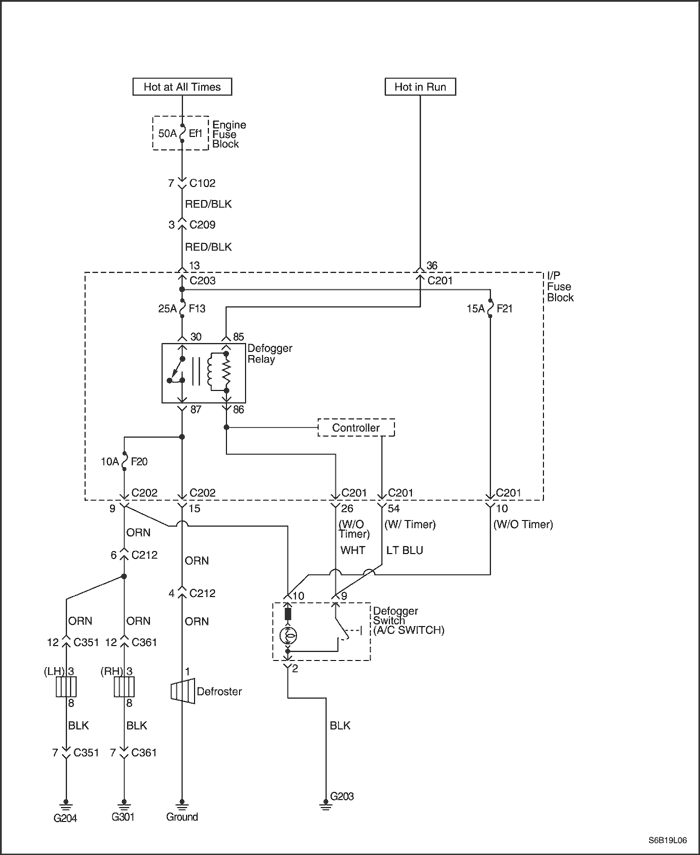 Hot at All Times
Hot in Run
50A
Ef1
Engine
Fuse
Block
7
C102
RED/BLK
3
C209
RED/BLK
13
36
C203
C201
I/P
Fuse
Block
25A
F13
15A
F21
30
85
Defogger
Relay
87
86
Controller
10A
F20
C202
C202
C201
C201
C201
9
15
26
54
10
(W/O
Timer)
(W/ Timer)
(W/O Timer)
ORN
WHT
LT BLU
6
C212
ORN
4
C212
10
9
ORN
ORN
ORN
Defogger
Switch
(A/C SWITCH)
12
C351
12
C361
(LH)
3
(RH)
3
1
2
Defroster
8
8
BLK
BLK
BLK
7
C351
7
C361
G203
G204
G301
Ground
S6B19L06